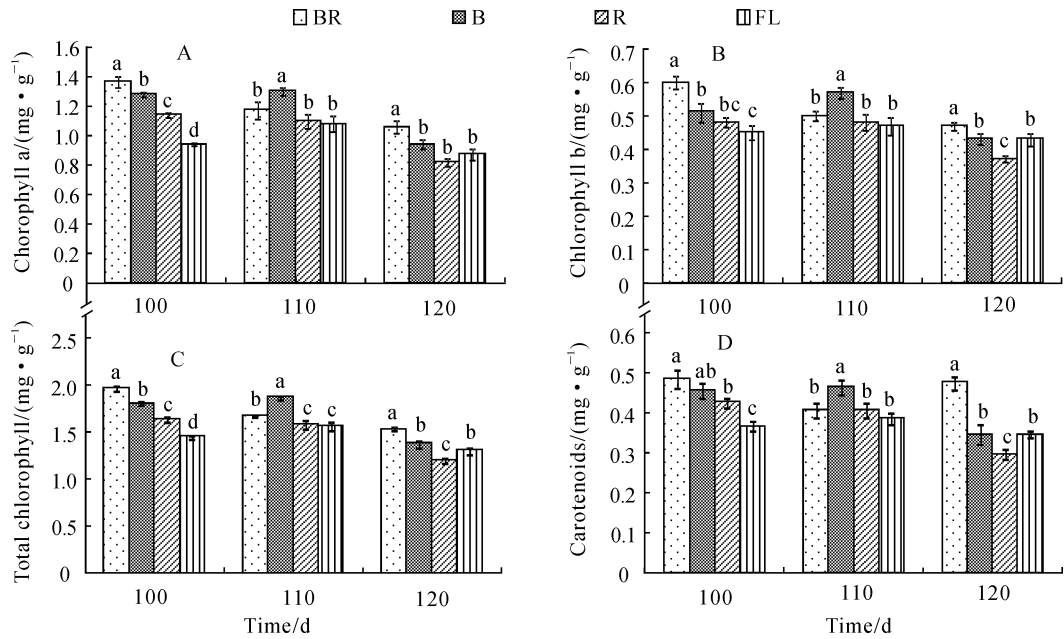 BR B R FL
A
Chorophyll a/(mg • g⁻¹)
1.6
1.4
1.2
1.0
0.8
0.6
0.4
0.2
0
a b c d
b a b b
a b b b
100 110 120
B
Chlorophyll b/(mg • g⁻¹)
0.7
0.6
0.5
0.4
0.3
0.2
0.1
0
a b bc c
b a b b
a b c b
100 110 120
C
Total chlorophyll/(mg • g⁻¹)
2.5
2.0
1.5
1.0
0.5
0
a b c d
b a c c
a b c b
100 110 120
Time/d
D
Carotenoids/(mg • g⁻¹)
0.6
0.5
0.4
0.3
0.2
0.1
0
a ab b c
b a b b
a b c b
100 110 120
Time/d